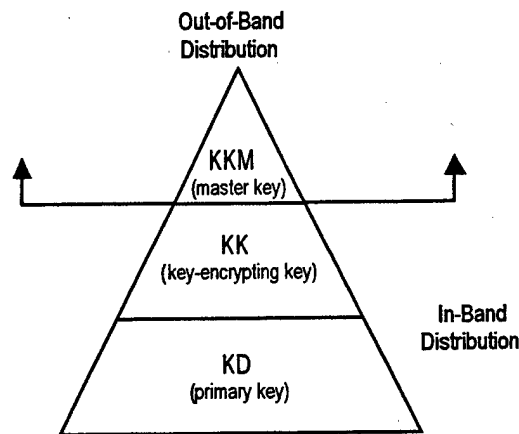 Out-of-Band
Distribution
KKM
(master key)
KK
(key-encrypting key)
In-Band
Distribution
KD
(primary key)